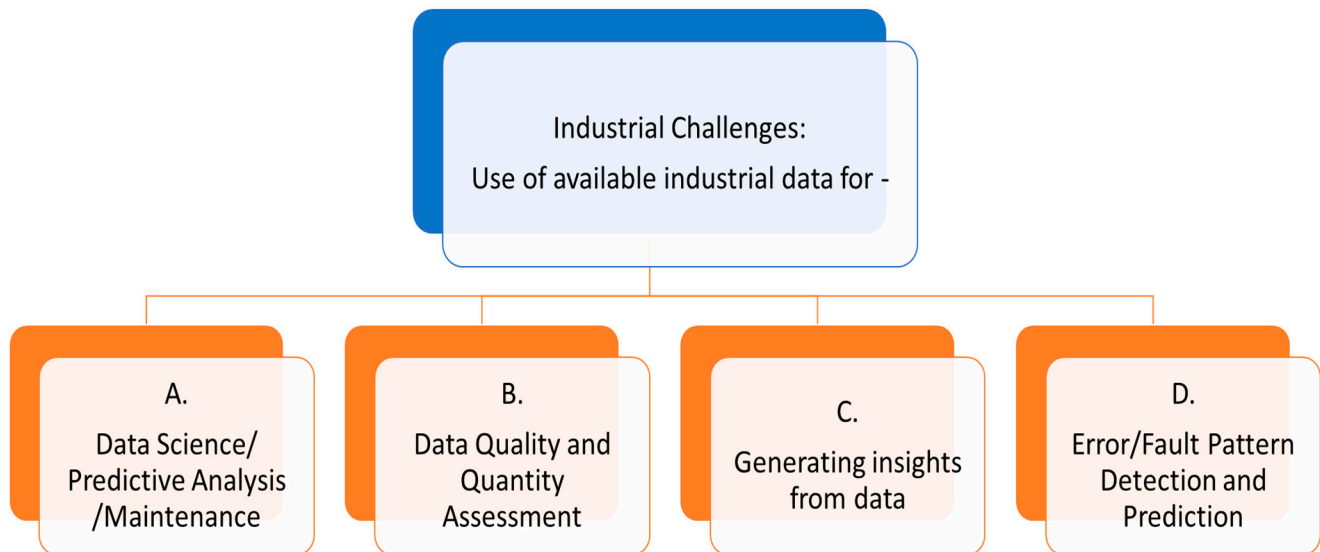 Industrial Challenges:
Use of available industrial data for -
A.
Data Science/
Predictive Analysis
/Maintenance
B.
Data Quality and
Quantity
Assessment
C.
Generating insights
from data
D.
Error/Fault Pattern
Detection and
Prediction